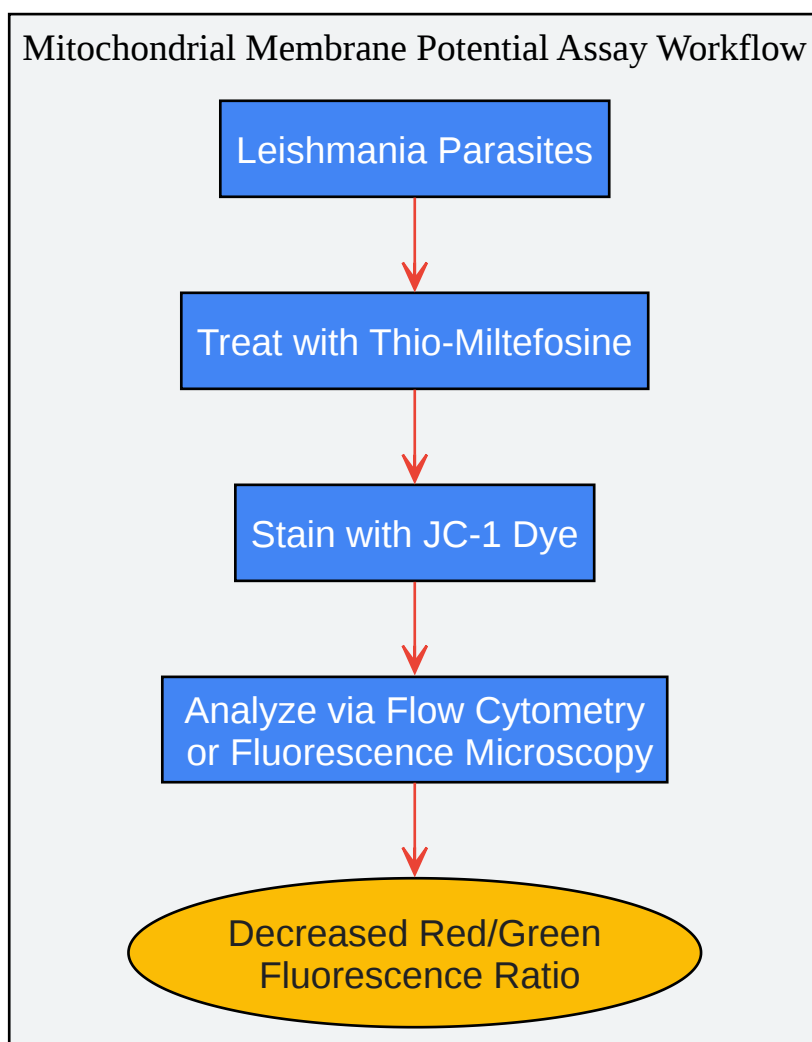 Mitochondrial Membrane Potential Assay Workflow
Leishmania Parasites
Treat with Thio-Miltefosine
Stain with JC-1 Dye
Analyze via Flow Cytometry
or Fluorescence Microscopy
Decreased Red/Green
Fluorescence Ratio